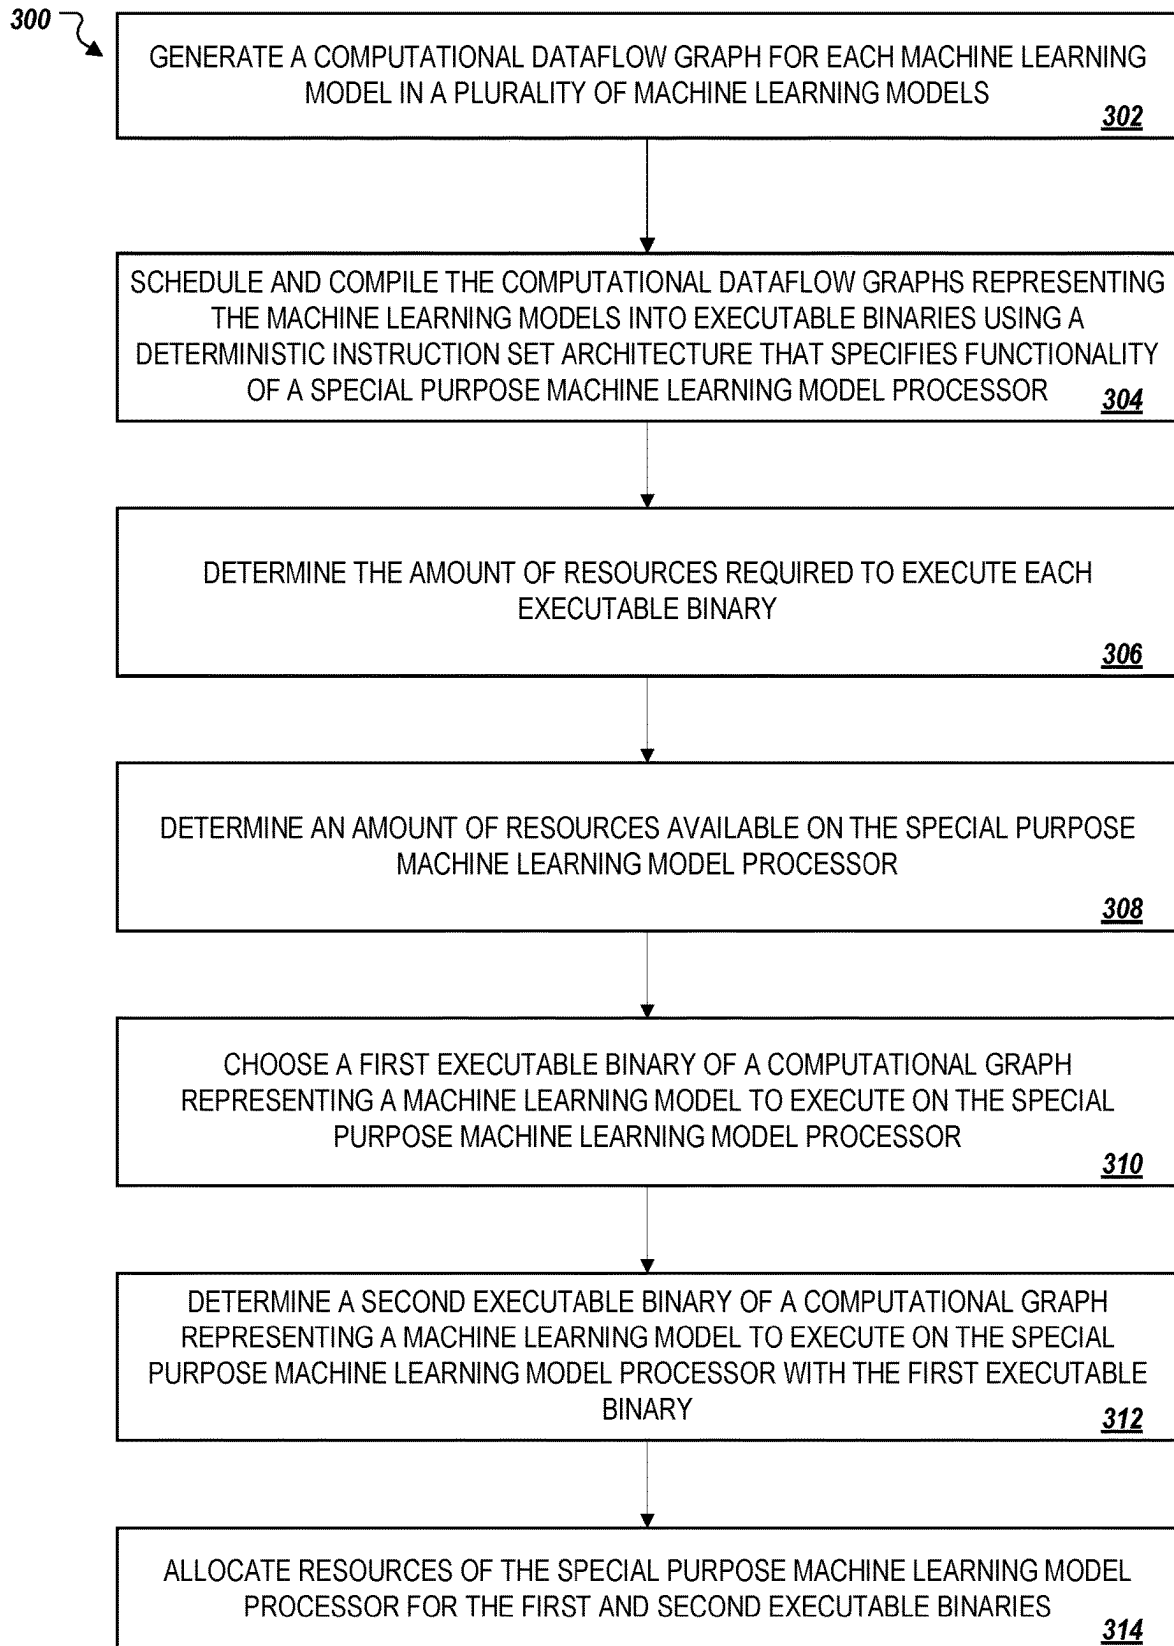 300
GENERATE A COMPUTATIONAL DATAFLOW GRAPH FOR EACH MACHINE LEARNING
MODEL IN A PLURALITY OF MACHINE LEARNING MODELS
302
SCHEDULE AND COMPILE THE COMPUTATIONAL DATAFLOW GRAPHS REPRESENTING
THE MACHINE LEARNING MODELS INTO EXECUTABLE BINARIES USING A
DETERMINISTIC INSTRUCTION SET ARCHITECTURE THAT SPECIFIES FUNCTIONALITY
OF A SPECIAL PURPOSE MACHINE LEARNING MODEL PROCESSOR
304
DETERMINE THE AMOUNT OF RESOURCES REQUIRED TO EXECUTE EACH
EXECUTABLE BINARY
306
DETERMINE AN AMOUNT OF RESOURCES AVAILABLE ON THE SPECIAL PURPOSE
MACHINE LEARNING MODEL PROCESSOR
308
CHOOSE A FIRST EXECUTABLE BINARY OF A COMPUTATIONAL GRAPH
REPRESENTING A MACHINE LEARNING MODEL TO EXECUTE ON THE SPECIAL
PURPOSE MACHINE LEARNING MODEL PROCESSOR
310
DETERMINE A SECOND EXECUTABLE BINARY OF A COMPUTATIONAL GRAPH
REPRESENTING A MACHINE LEARNING MODEL TO EXECUTE ON THE SPECIAL
PURPOSE MACHINE LEARNING MODEL PROCESSOR WITH THE FIRST EXECUTABLE
BINARY
312
ALLOCATE RESOURCES OF THE SPECIAL PURPOSE MACHINE LEARNING MODEL
PROCESSOR FOR THE FIRST AND SECOND EXECUTABLE BINARIES
314